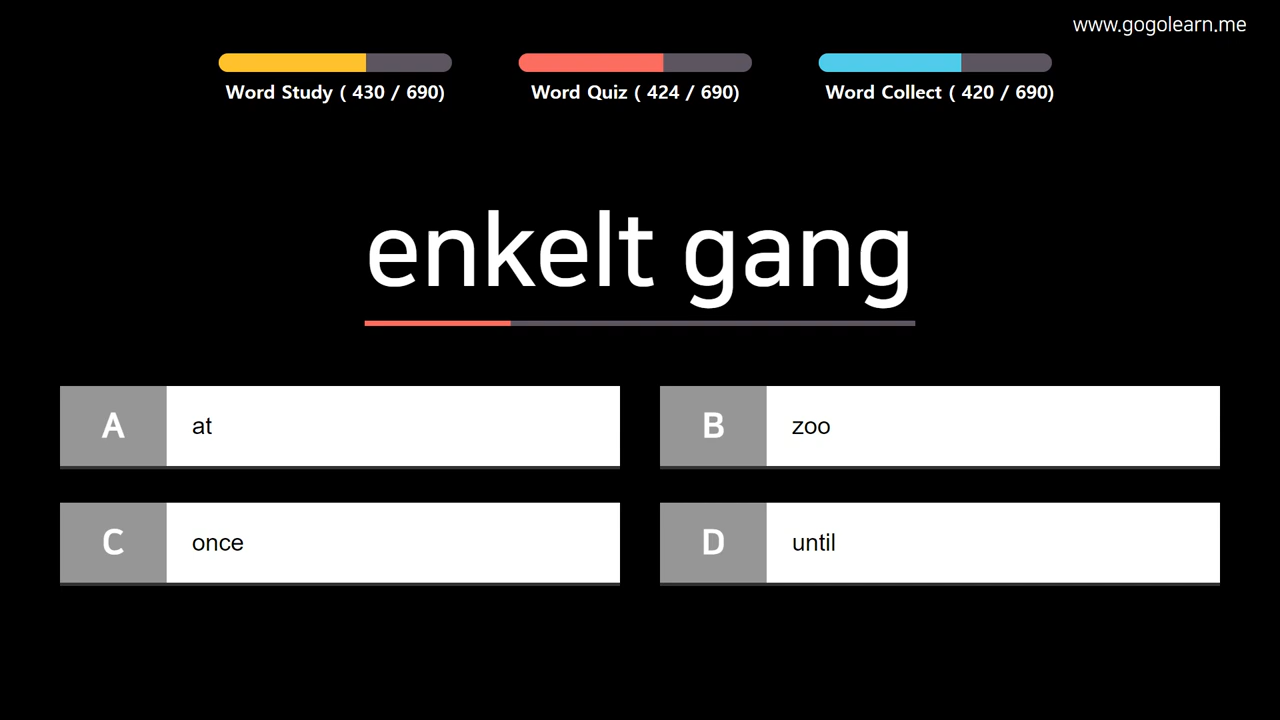 www.gogolearn.me
Word Study ( 430 / 690)
Word Quiz ( 424 / 690)
Word Collect ( 420 / 690)
enkelt gang
A at
B zoo
C once
D until